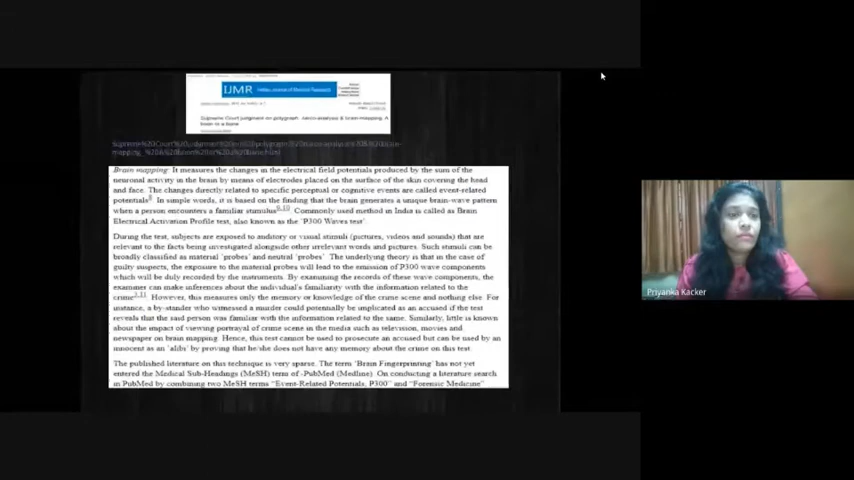 IJMR
Indian Journal of Medical Research
Supreme Court judgment on polygraph, narco-analysis & brain-mapping: A
boon or a bane
Brain mapping: It measures the changes in the electrical field potentials produced by the sum of the
neuronal activity in the brain by means of electrodes placed on the surface of the skin covering the head
and face. The changes directly related to specific perceptual or cognitive events are called event-related
potentials. In simple words, it is based on the finding that the brain generates a unique brain-wave pattern
when a person encounters a familiar stimulus9,10. Commonly used method in India is called as Brain
Electrical Activation Profile test, also known as the 'P300 Waves test'.
During the test, subjects are exposed to auditory or visual stimuli (pictures, videos and sounds) that are
relevant to the facts being investigated alongside other irrelevant words and pictures. Such stimuli can be
broadly classified as material 'probes' and neutral 'probes'. The underlying theory is that in the case of
guilty suspects, the exposure to the material probes will lead to the emission of P300 wave components
which will be duly recorded by the instruments. By examining the records of these wave components, the
examiner can make inferences about the individual's familiarity with the information related to the
crime. However, this measures only the memory or knowledge of the crime scene and nothing else. For
instance, a by-stander who witnessed a murder could potentially be implicated as an accused if the test
reveals that the said person was familiar with the information related to the same. Similarly, little is known
about the impact of viewing portrayal of crime scene in the media such as television, movies and
newspaper on brain mapping. Hence, this test cannot be used to prosecute an accused but can be used by an
innocent as an 'alibi' by proving that he/she does not have any memory about the crime on this test.
The published literature on this technique is very sparse. The term 'Brain Fingerprinting' has not yet
entered the Medical Sub-Headings (MeSH) term of -PubMed (Medline). On conducting a literature search
in PubMed by combining two MeSH terms "Event-Related Potentials, P300" and "Forensic Medicine"
Priyanka Kacker